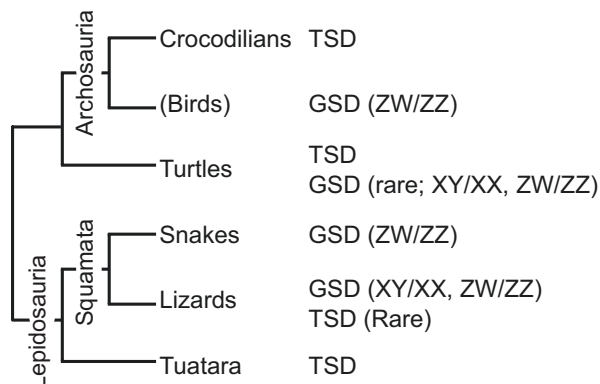 Archosauria
Crocodilians TSD
(Birds) GSD (ZW/ZZ)
Turtles TSD
GSD (rare; XY/XX, ZW/ZZ)
Lepidosauria
Squamata
Snakes GSD (ZW/ZZ)
Lizards GSD (XY/XX, ZW/ZZ)
TSD (Rare)
Tuatara TSD